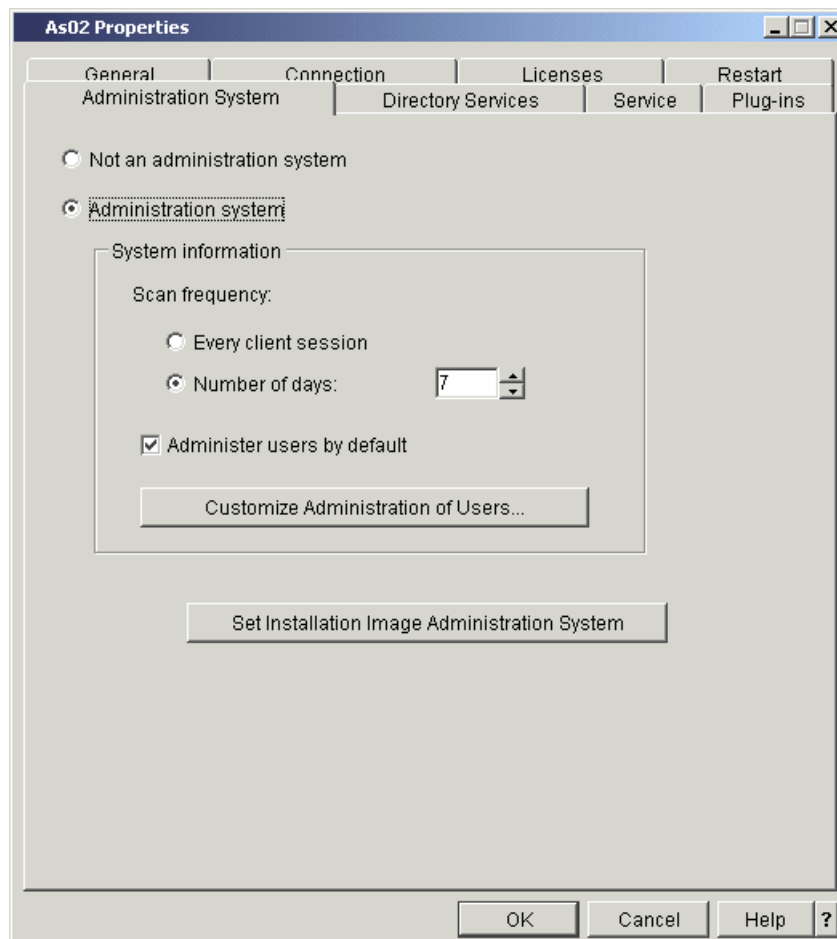 As02 Properties
General Connection Licenses Restart
Administration System Directory Services Service Plug-ins
Not an administration system
Administration system
System information
Scan frequency:
Every client session
Number of days: 7
Administer users by default
Customize Administration of Users...
Set Installation Image Administration System
OK Cancel Help ?